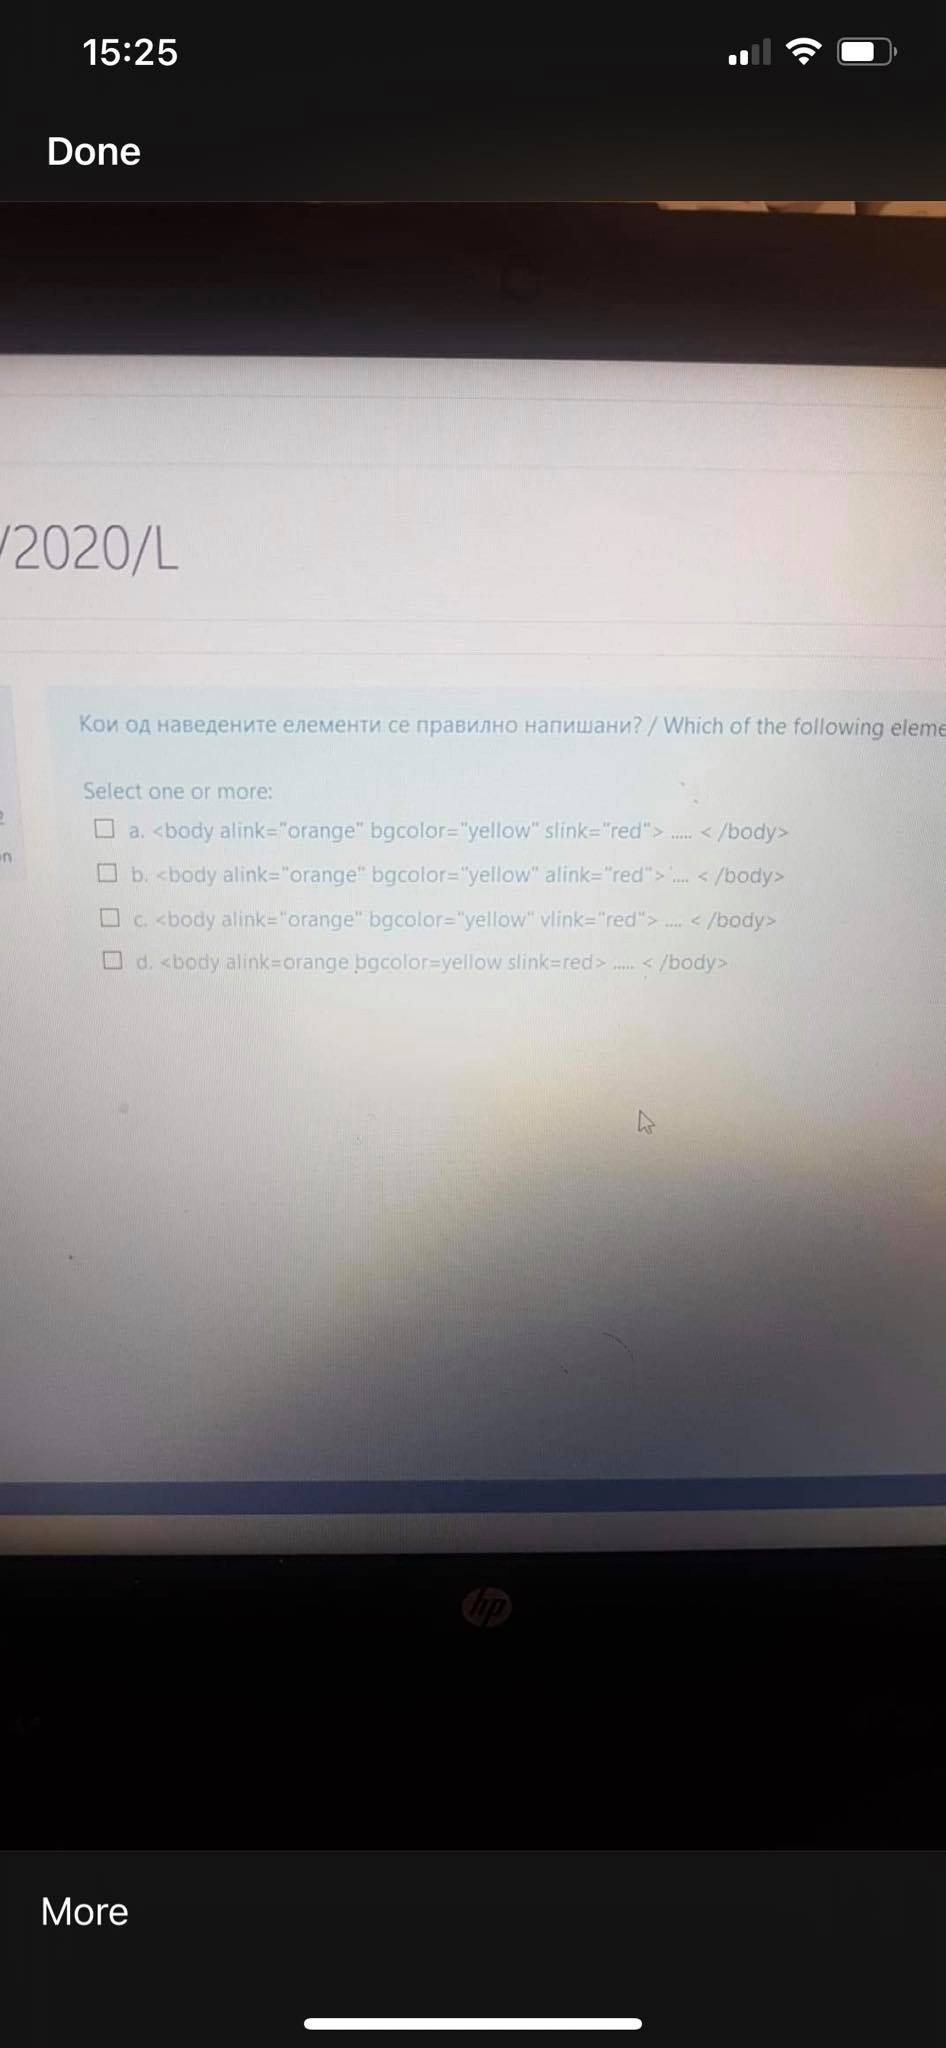 15:25
Done
/2020/L
Кои од наведените елементи се правилно напишани? / Which of the following eleme
Select one or more:
a. <body alink="orange" bgcolor="yellow" slink="red"> ..... < /body>
b. <body alink="orange" bgcolor="yellow" alink="red"> .... < /body>
c. <body alink="orange" bgcolor="yellow" vlink="red"> .... < /body>
d. <body alink=orange bgcolor=yellow slink=red> ..... < /body>
on
hp
More